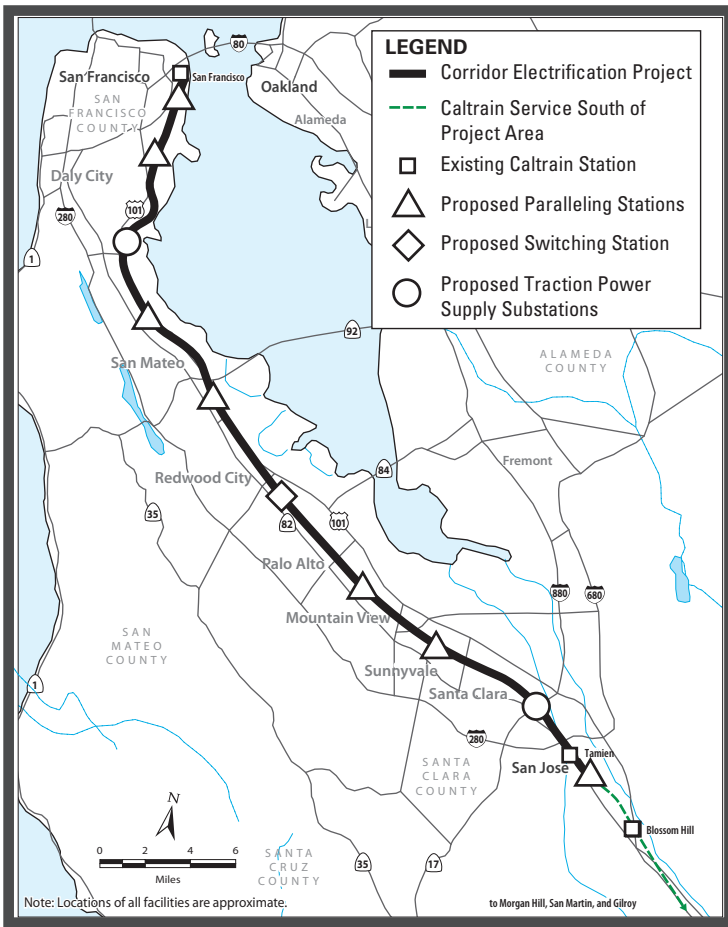 80
San Francisco
San Francisco
SAN
FRANCISCO
COUNTY
Oakland
Alameda
Daly City
101
280
1
L
LEGEND
Corridor Electrification Project
Caltrain Service South of
Project Area
Existing Caltrain Station
Proposed Paralleling Stations
Proposed Switching Station
Proposed Traction Power
Supply Substations
92
San Mateo
ALAMEDA
COUNTY
Redwood City
84
Fremont
35
82
101
Palo Alto
880
680
Mountain View
SAN
MATEO
COUNTY
Sunnyvale
Santa Clara
1
280
San Jose
Tamien
SANTA
CLARA
COUNTY
N
Blossom Hill
0 2 4 6
Miles
SANTA
CRUZ
COUNTY
35
17
Note: Locations of all facilities are approximate.
to Morgan Hill, San Martin, and Gilroy